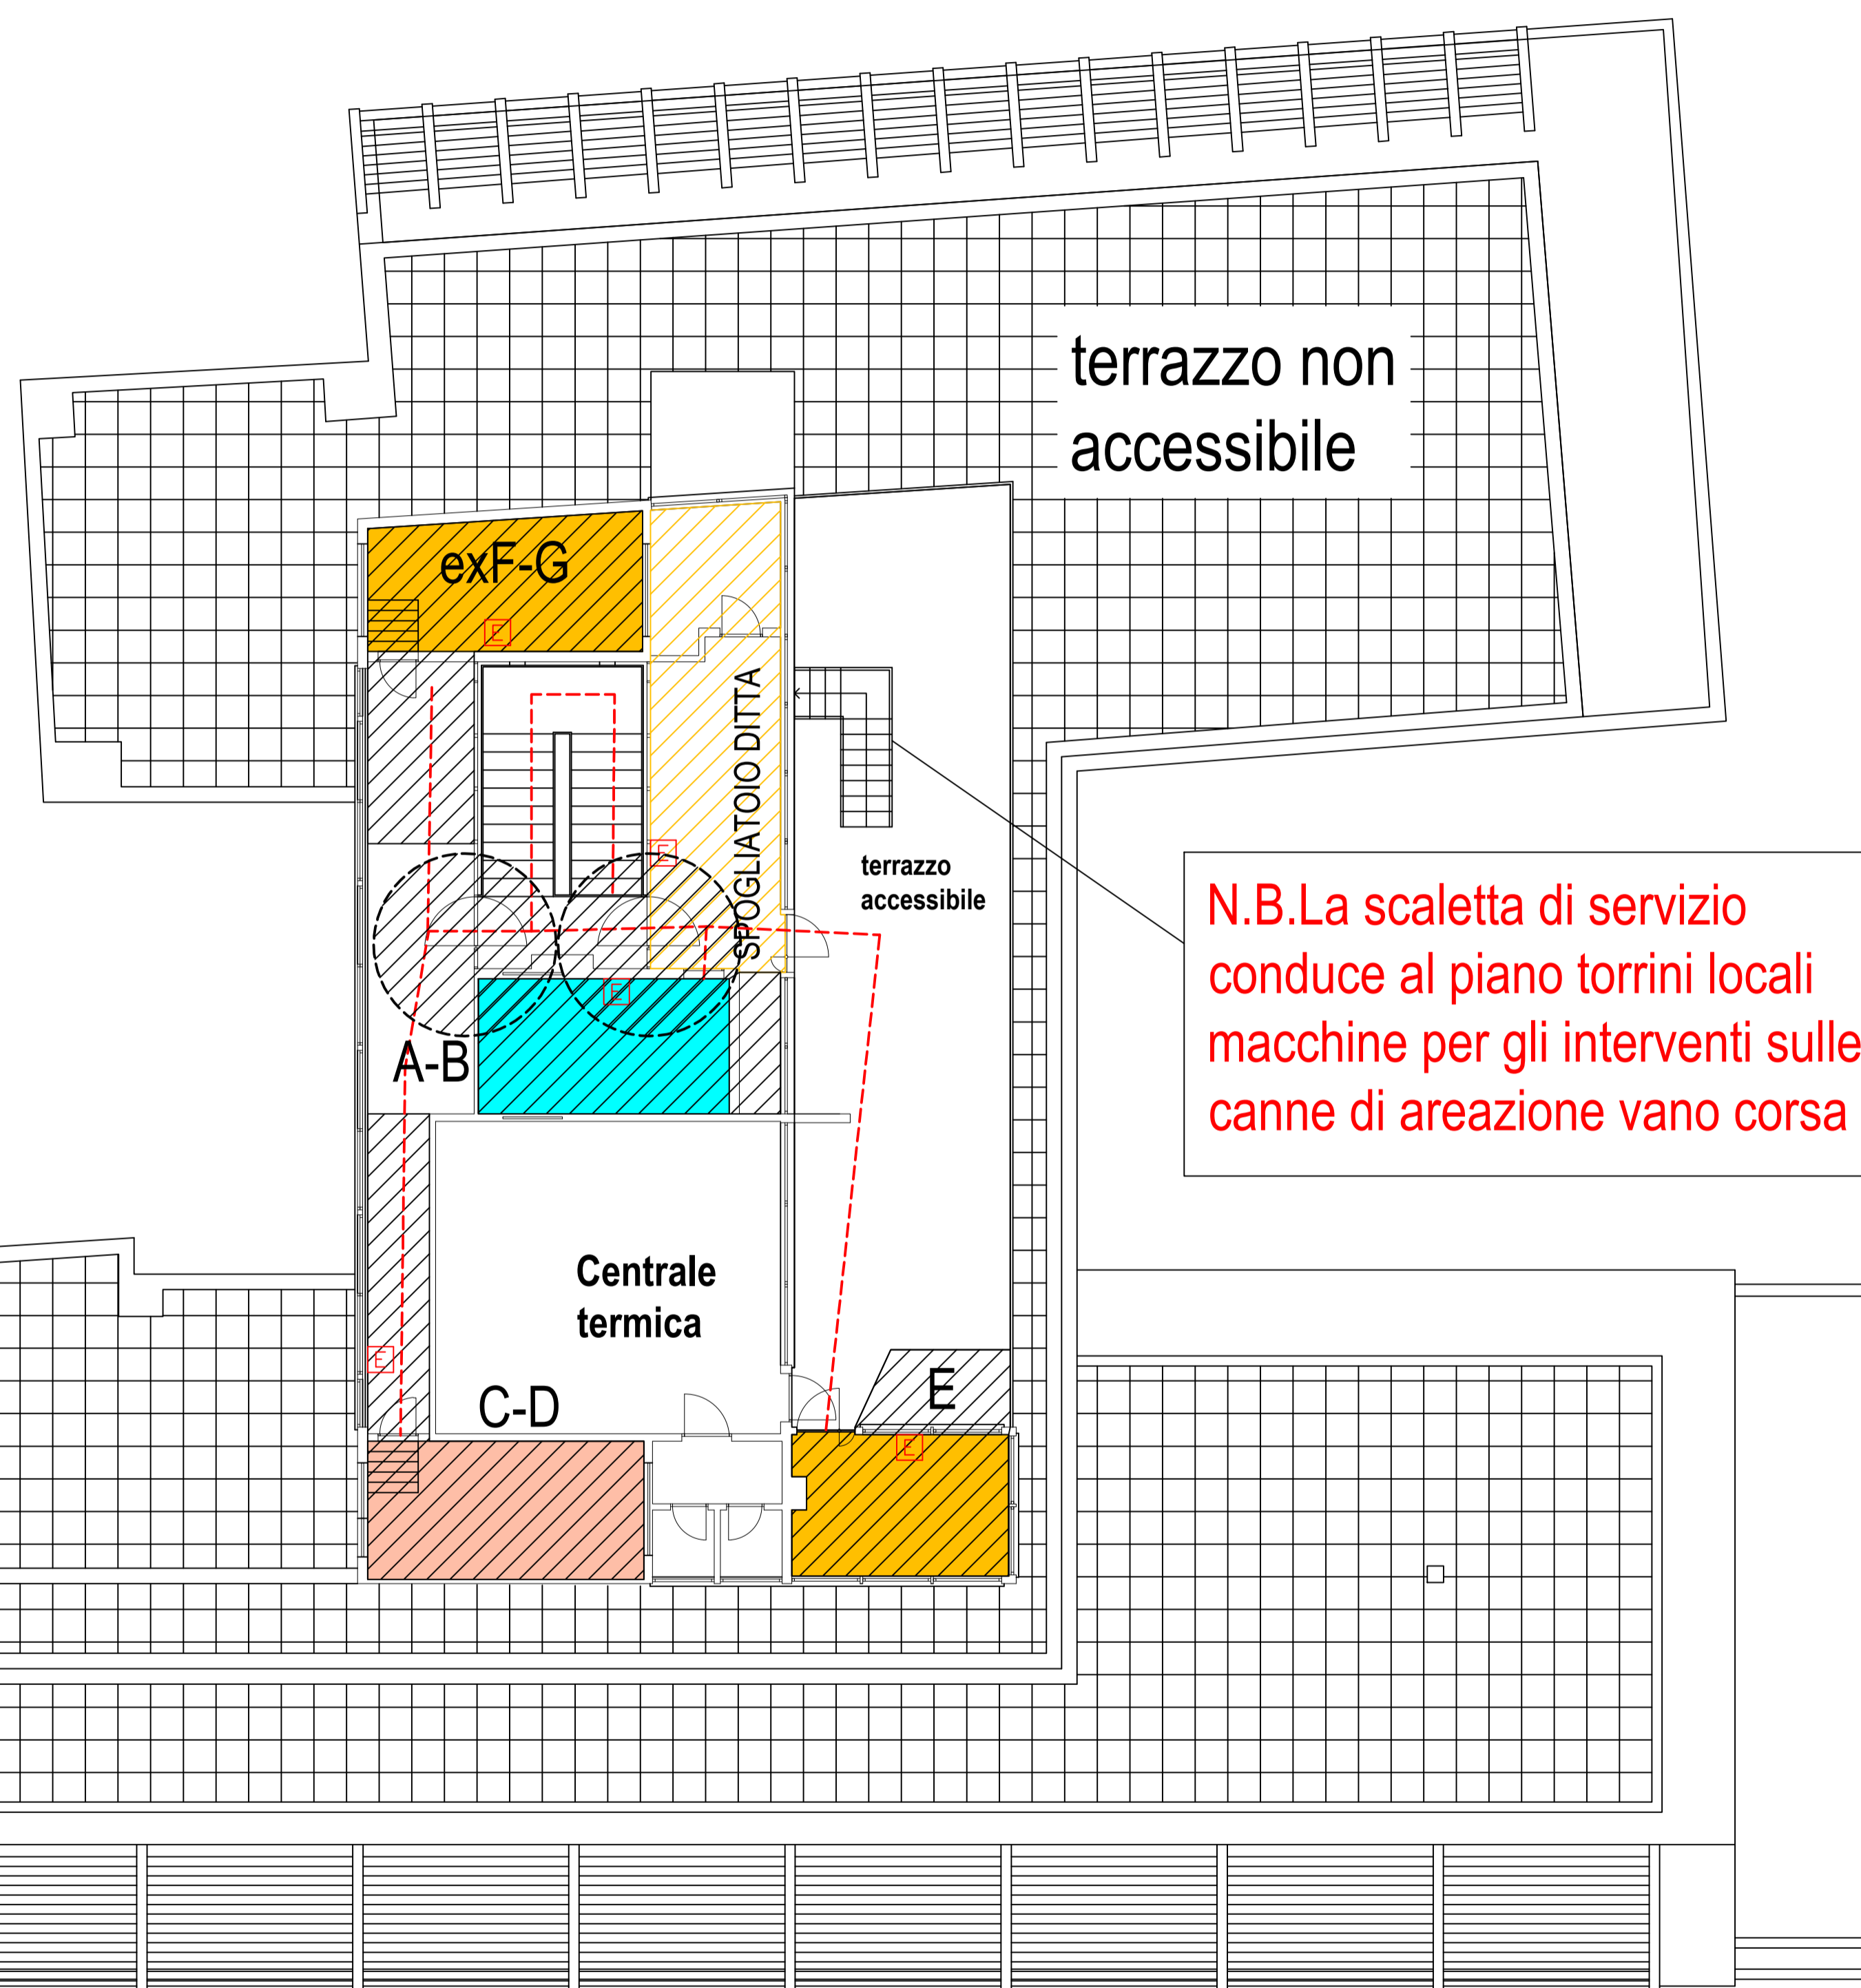 terrazzo non
accessibile
exF-G
E
SPOGLIATOIO DITTA
E
terrazzo
accessibile
N.B.La scaletta di servizio
conduce al piano torrini locali
macchine per gli interventi sulle
canne di areazione vano corsa
E
A-B
Centrale
termica
E
C-D
E
E